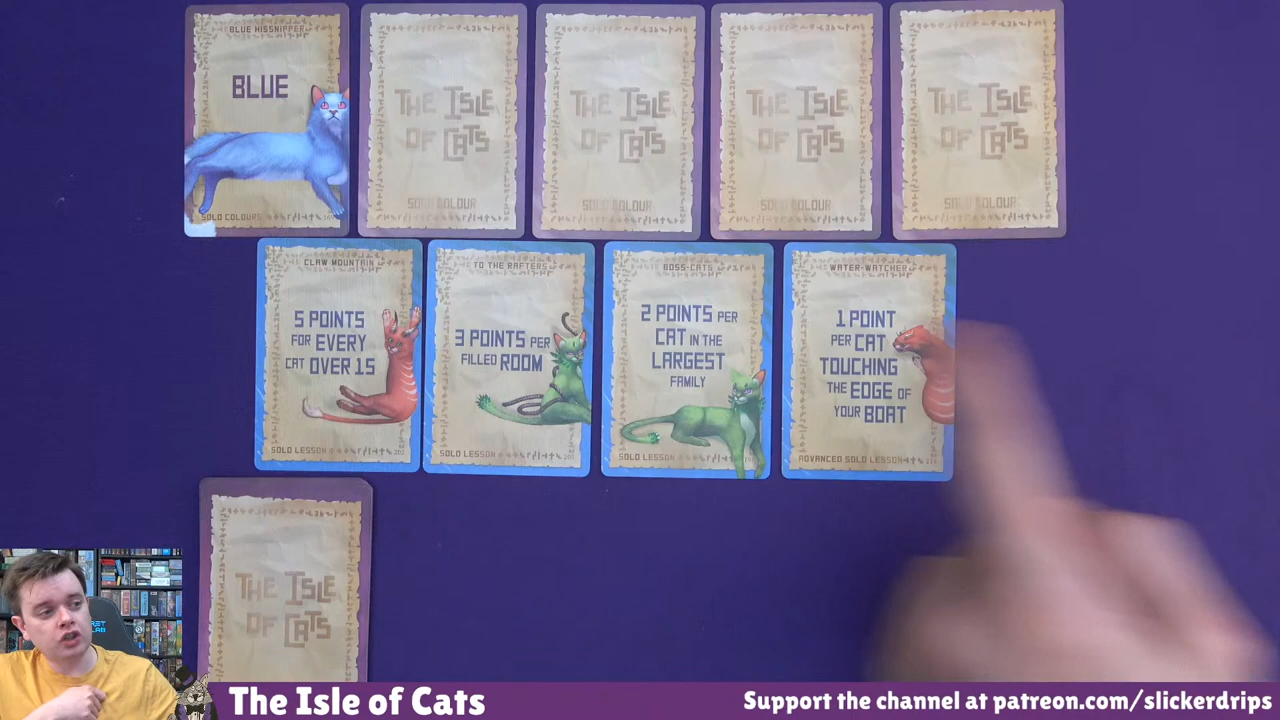 BLUE HISSNIPPER
BLUE
SOLO COLOURS
THE ISLE
OF CATS
SOLO COLOUR
THE ISLE
OF CATS
SOLO COLOUR
THE ISLE
OF CATS
SOLO COLOUR
THE ISLE
OF CATS
SOLO COLOUR
CLAW MOUNTAIN
5 POINTS
FOR EVERY
CAT OVER 15
SOLO LESSON
202
TO THE RAFTERS
3 POINTS PER
FILLED ROOM
SOLO LESSON
BOSS-CATS
2 POINTS PER
CAT IN THE
LARGEST
FAMILY
SOLO LESSON
WATER-WATCHER
1 POINT
PER CAT
TOUCHING
THE EDGE OF
YOUR BOAT
ADVANCED SOLO LESSON
THE ISLE
OF CATS
The Isle of Cats
Support the channel at patreon.com/slickerdrips